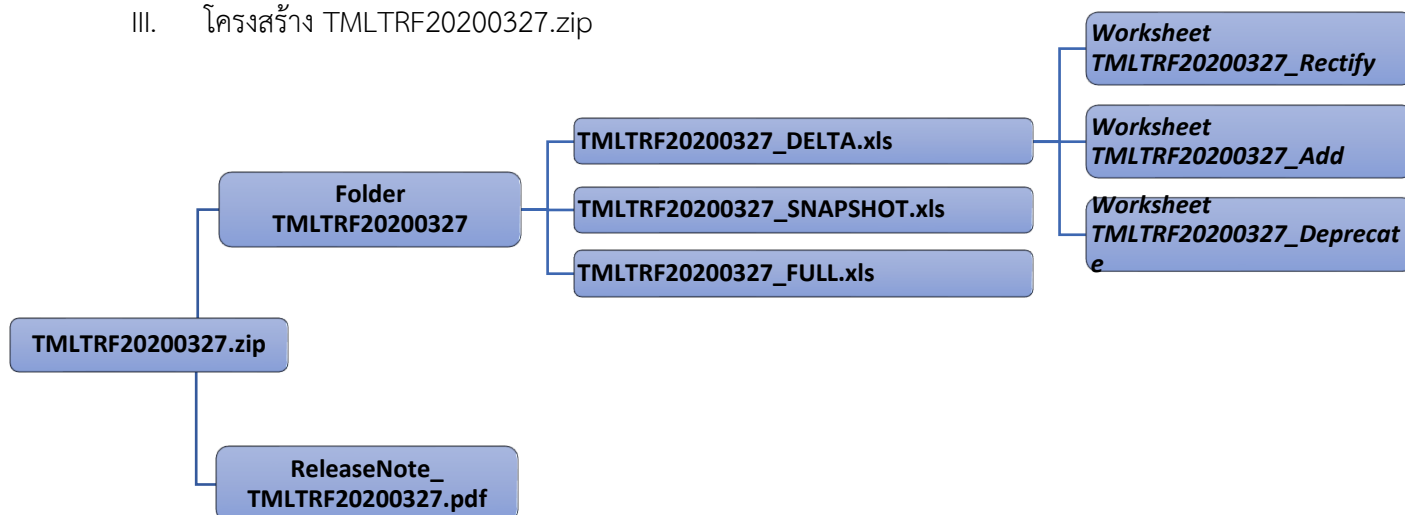 III. โครงสร้าง TMLTRF20200327.zip
Worksheet
TMLTRF20200327_Rectify
TMLTRF20200327_DELTA.xls
Worksheet
TMLTRF20200327_Add
Folder
TMLTRF20200327
TMLTRF20200327_SNAPSHOT.xls
Worksheet
TMLTRF20200327_Deprecat
e
TMLTRF20200327_FULL.xls
TMLTRF20200327.zip
ReleaseNote_
TMLTRF20200327.pdf